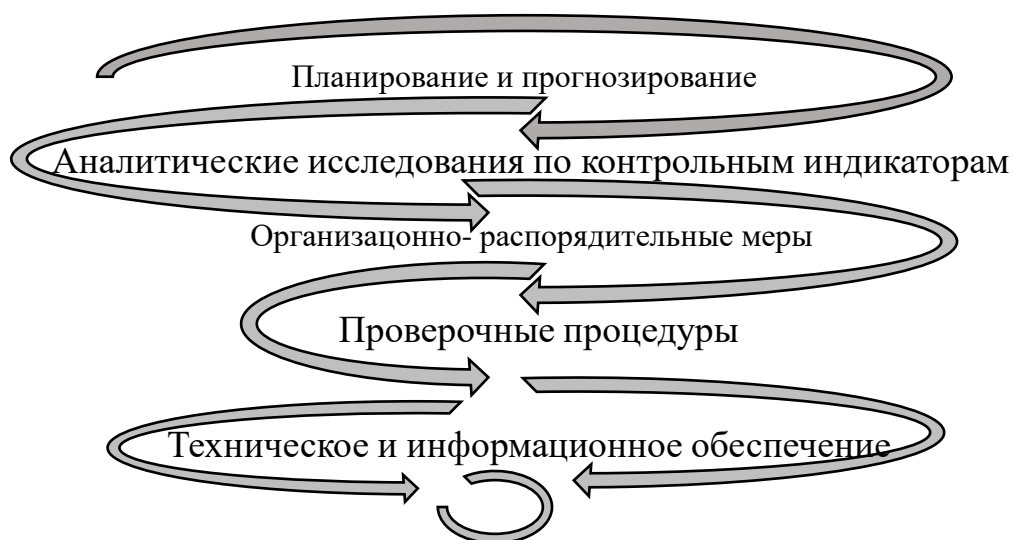 Планирование и прогнозирование
Аналитические исследования по контрольным индикаторам
Организацонно- распорядительные меры
Проверочные процедуры
Техническое и информационное обеспечение